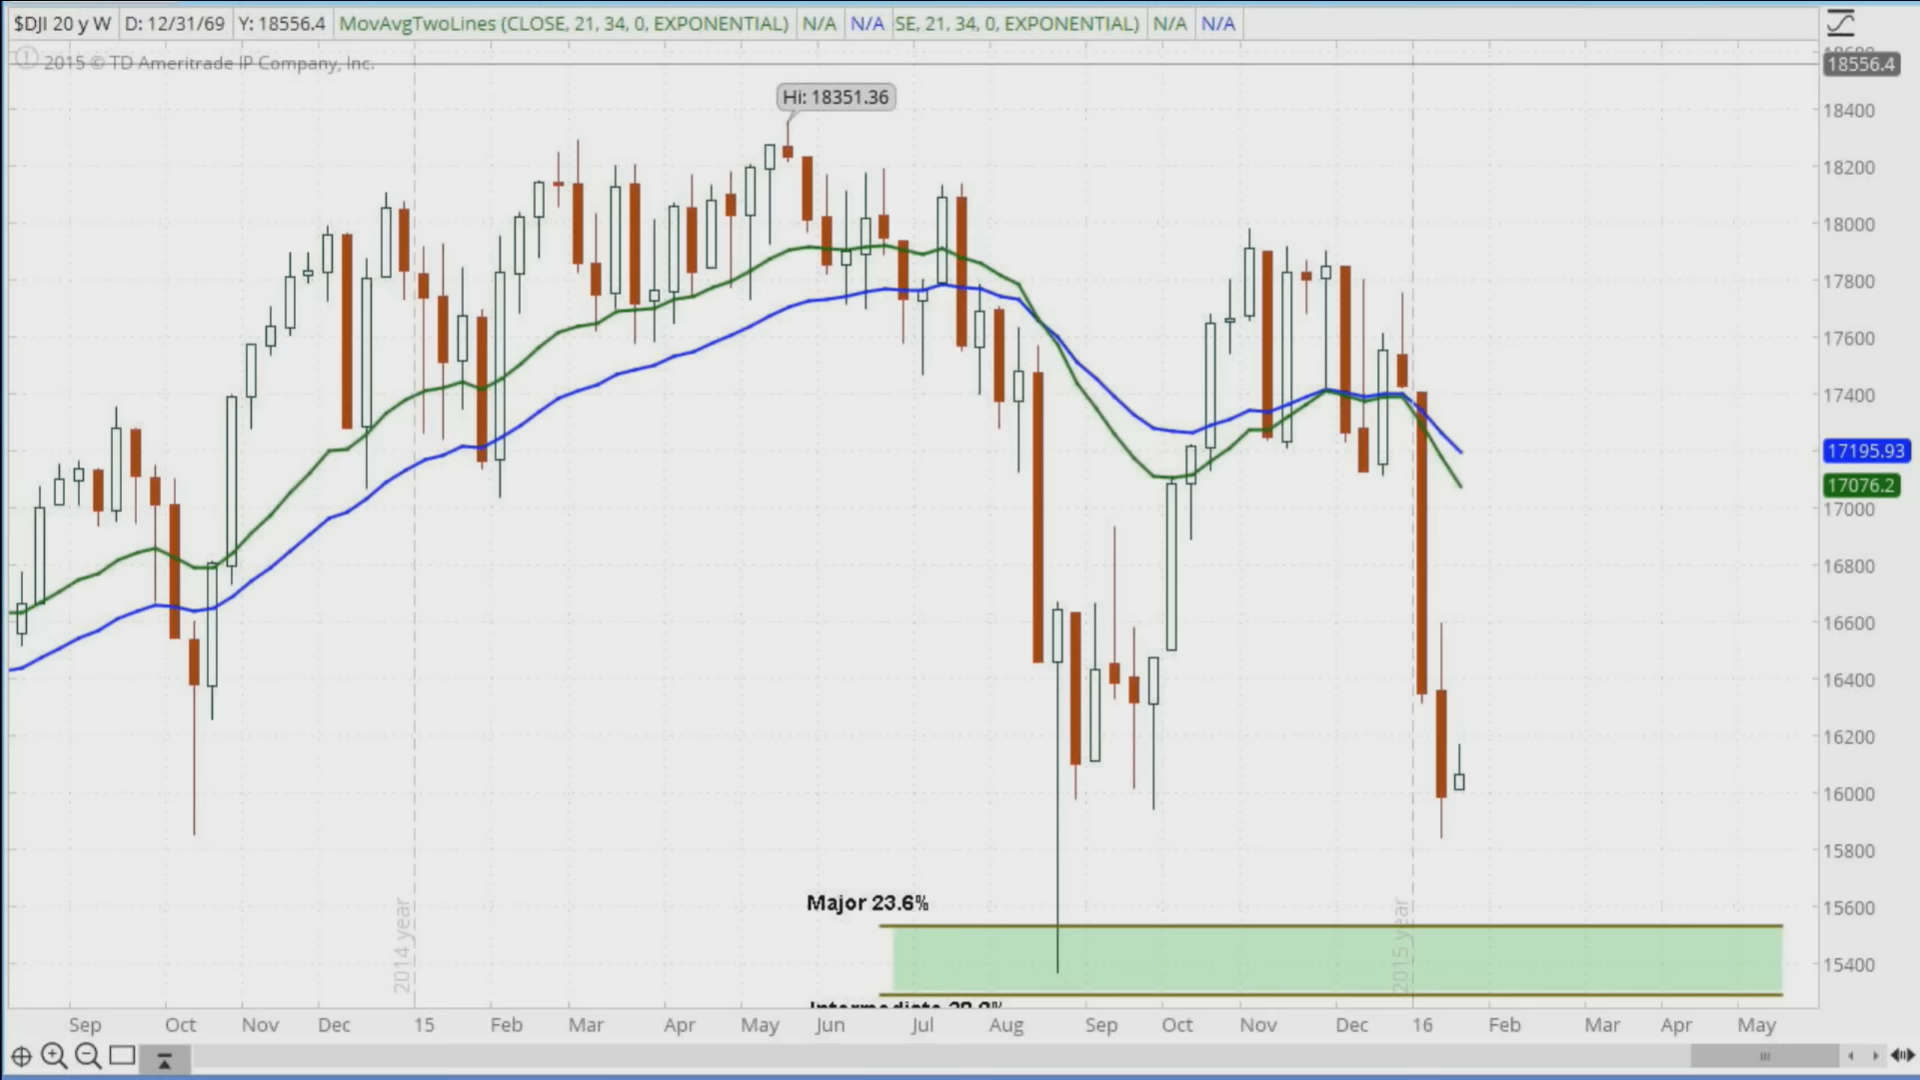 $DJI 20 y W D: 12/31/69 Y: 18556.4 MovAvgTwoLines (CLOSE, 21, 34, 0, EXPONENTIAL) N/A N/A SE, 21, 34, 0, EXPONENTIAL) N/A N/A
2015 © TD Ameritrade IP Company, Inc.
18556.4
Hi: 18351.36
18400
18200
18000
17800
17600
17400
17195.93
17076.2
17000
16800
16600
16400
16200
16000
15800
Major 23.6%
15600
2014 year
2015 year
15400
Sep Oct Nov Dec 15 Feb Mar Apr May Jun Jul Aug Sep Oct Nov Dec 16 Feb Mar Apr May